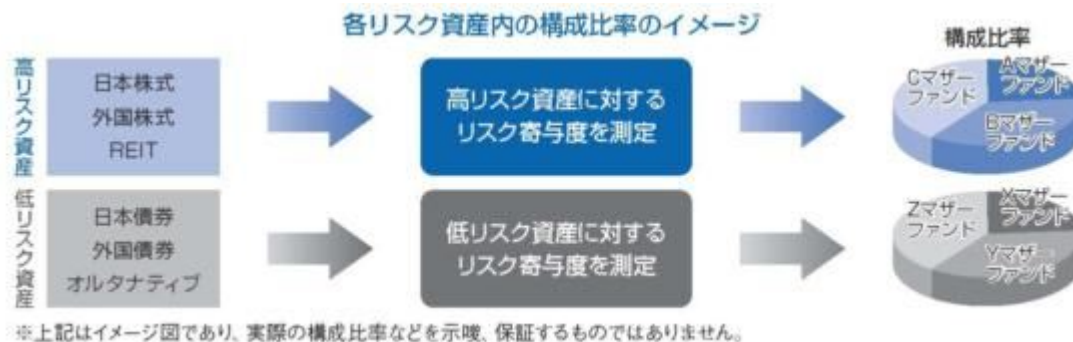 各リスク資産内の構成比率のイメージ
高リスク資産
日本株式
外国株式
REIT
高リスク資産に対する
リスク寄与度を測定
構成比率
Cマザー
ファンド
Aマザー
ファンド
Bマザー
ファンド
低リスク資産
日本債券
外国債券
オルタナティブ
低リスク資産に対する
リスク寄与度を測定
Zマザー
ファンド
Xマザー
ファンド
Yマザー
ファンド
※上記はイメージ図であり、実際の構成比率などを示唆、保証するものではありません。